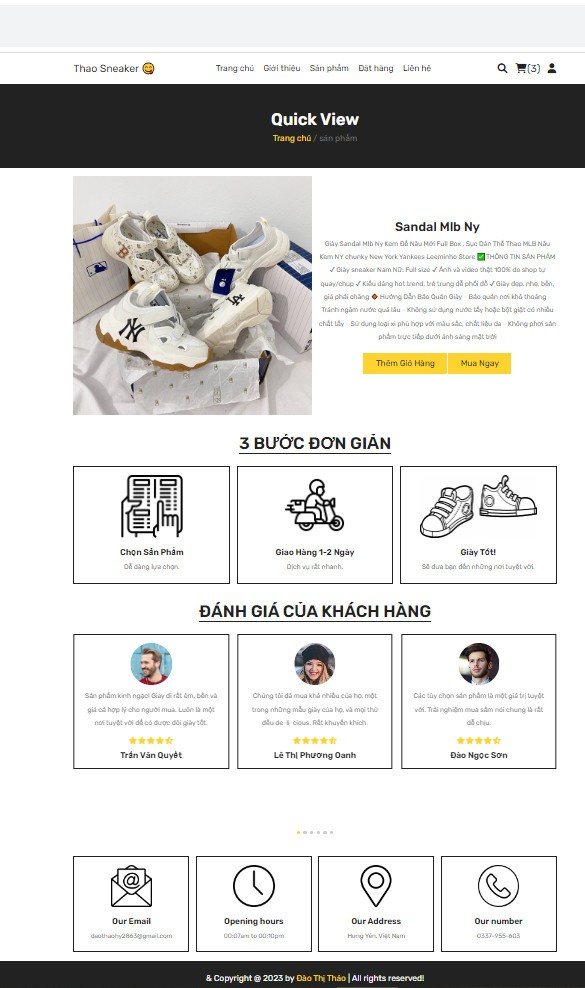 Thao Sneaker 😋
Trang chủ Giới thiệu Sản phẩm Đặt hàng Liên hệ
(3)
Quick View
Trang chủ / sản phẩm
Sandal Mlb Ny
Giày Sandal Mlb Ny Kem Đế Nâu Mới Full Box , Sục Dán Thể Thao MLB Nâu
Kem NY chunky New York Yankees Leeminho Store ✅THÔNG TIN SẢN PHẨM
✓ Giày sneaker Nam Nữ: Full size ✓ Ảnh và video thật 100% do shop tự
quay/chụp ✓ Kiểu dáng hot trend, trẻ trung dễ phối đồ ✓ Giày đẹp, nhẹ, bền,
giá phải chăng 🔶 Hướng Dẫn Bảo Quản Giày - Bảo quản nơi khô thoáng -
Tránh ngâm nước quá lâu - Không sử dụng nước tẩy hoặc bột giặt có nhiều
chất tẩy - Sử dụng loại xi phù hợp với màu sắc, chất liệu da - Không phơi sản
phẩm trực tiếp dưới ánh sáng mặt trời
Thêm Giỏ Hàng Mua Ngay
3 BƯỚC ĐƠN GIẢN
Chọn Sản Phẩm
Dễ dàng lựa chọn.
Giao Hàng 1-2 Ngày
Dịch vụ rất nhanh.
Giày Tốt!
Sẽ đưa bạn đến những nơi tuyệt vời.
ĐÁNH GIÁ CỦA KHÁCH HÀNG
Sản phẩm kinh ngạc! Giày đi rất êm, bền và
giá cả hợp lý cho người mua. Luôn là một
nơi tuyệt vời để có được đôi giày tốt.
Trần Văn Quyết
Chúng tôi đã mua khá nhiều của họ, một
trong những mẫu giày của họ, và mọi thứ
đều de-li-cious. Rất khuyến khích.
Lê Thị Phương Oanh
Các tùy chọn sản phẩm là một giá trị tuyệt
vời. Trải nghiệm mua sắm nói chung là rất
dễ chịu.
Đào Ngọc Sơn
Our Email
daothaohy2863@gmail.com
Opening hours
00:07am to 00:10pm
Our Address
Hưng Yên, Việt Nam
Our number
0337-955-603
& Copyright @ 2023 by Đào Thị Thảo | All rights reserved!